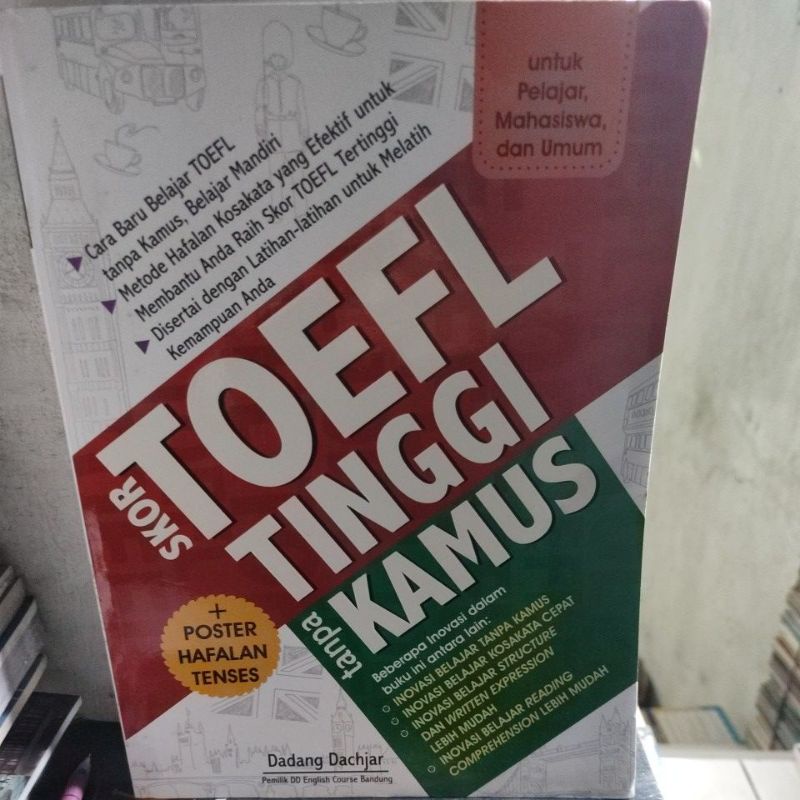 untuk
Pelajar,
Mahasiswa,
dan Umum
Cara Baru Belajar TOEFL
tanpa Kamus, Belajar Mandiri
Metode Hafalan Kosakata yang Efektif untuk
Membantu Anda Raih Skor TOEFL Tertinggi
Disertai dengan Latihan-latihan untuk Melatih
Kemampuan Anda
SKOR TOEFL
TINGGI
tanpa KAMUS
+
POSTER
HAFALAN
TENSES
Beberapa inovasi dalam
buku ini antara lain:
INOVASI BELAJAR TANPA KAMUS
INOVASI BELAJAR KOSAKATA CEPAT
INOVASI BELAJAR STRUCTURE
DAN WRITTEN EXPRESSION
LEBIH MUDAH
INOVASI BELAJAR READING
COMPREHENSION LEBIH MUDAH
Dadang Dachjar
Pemilik DD English Course Bandung